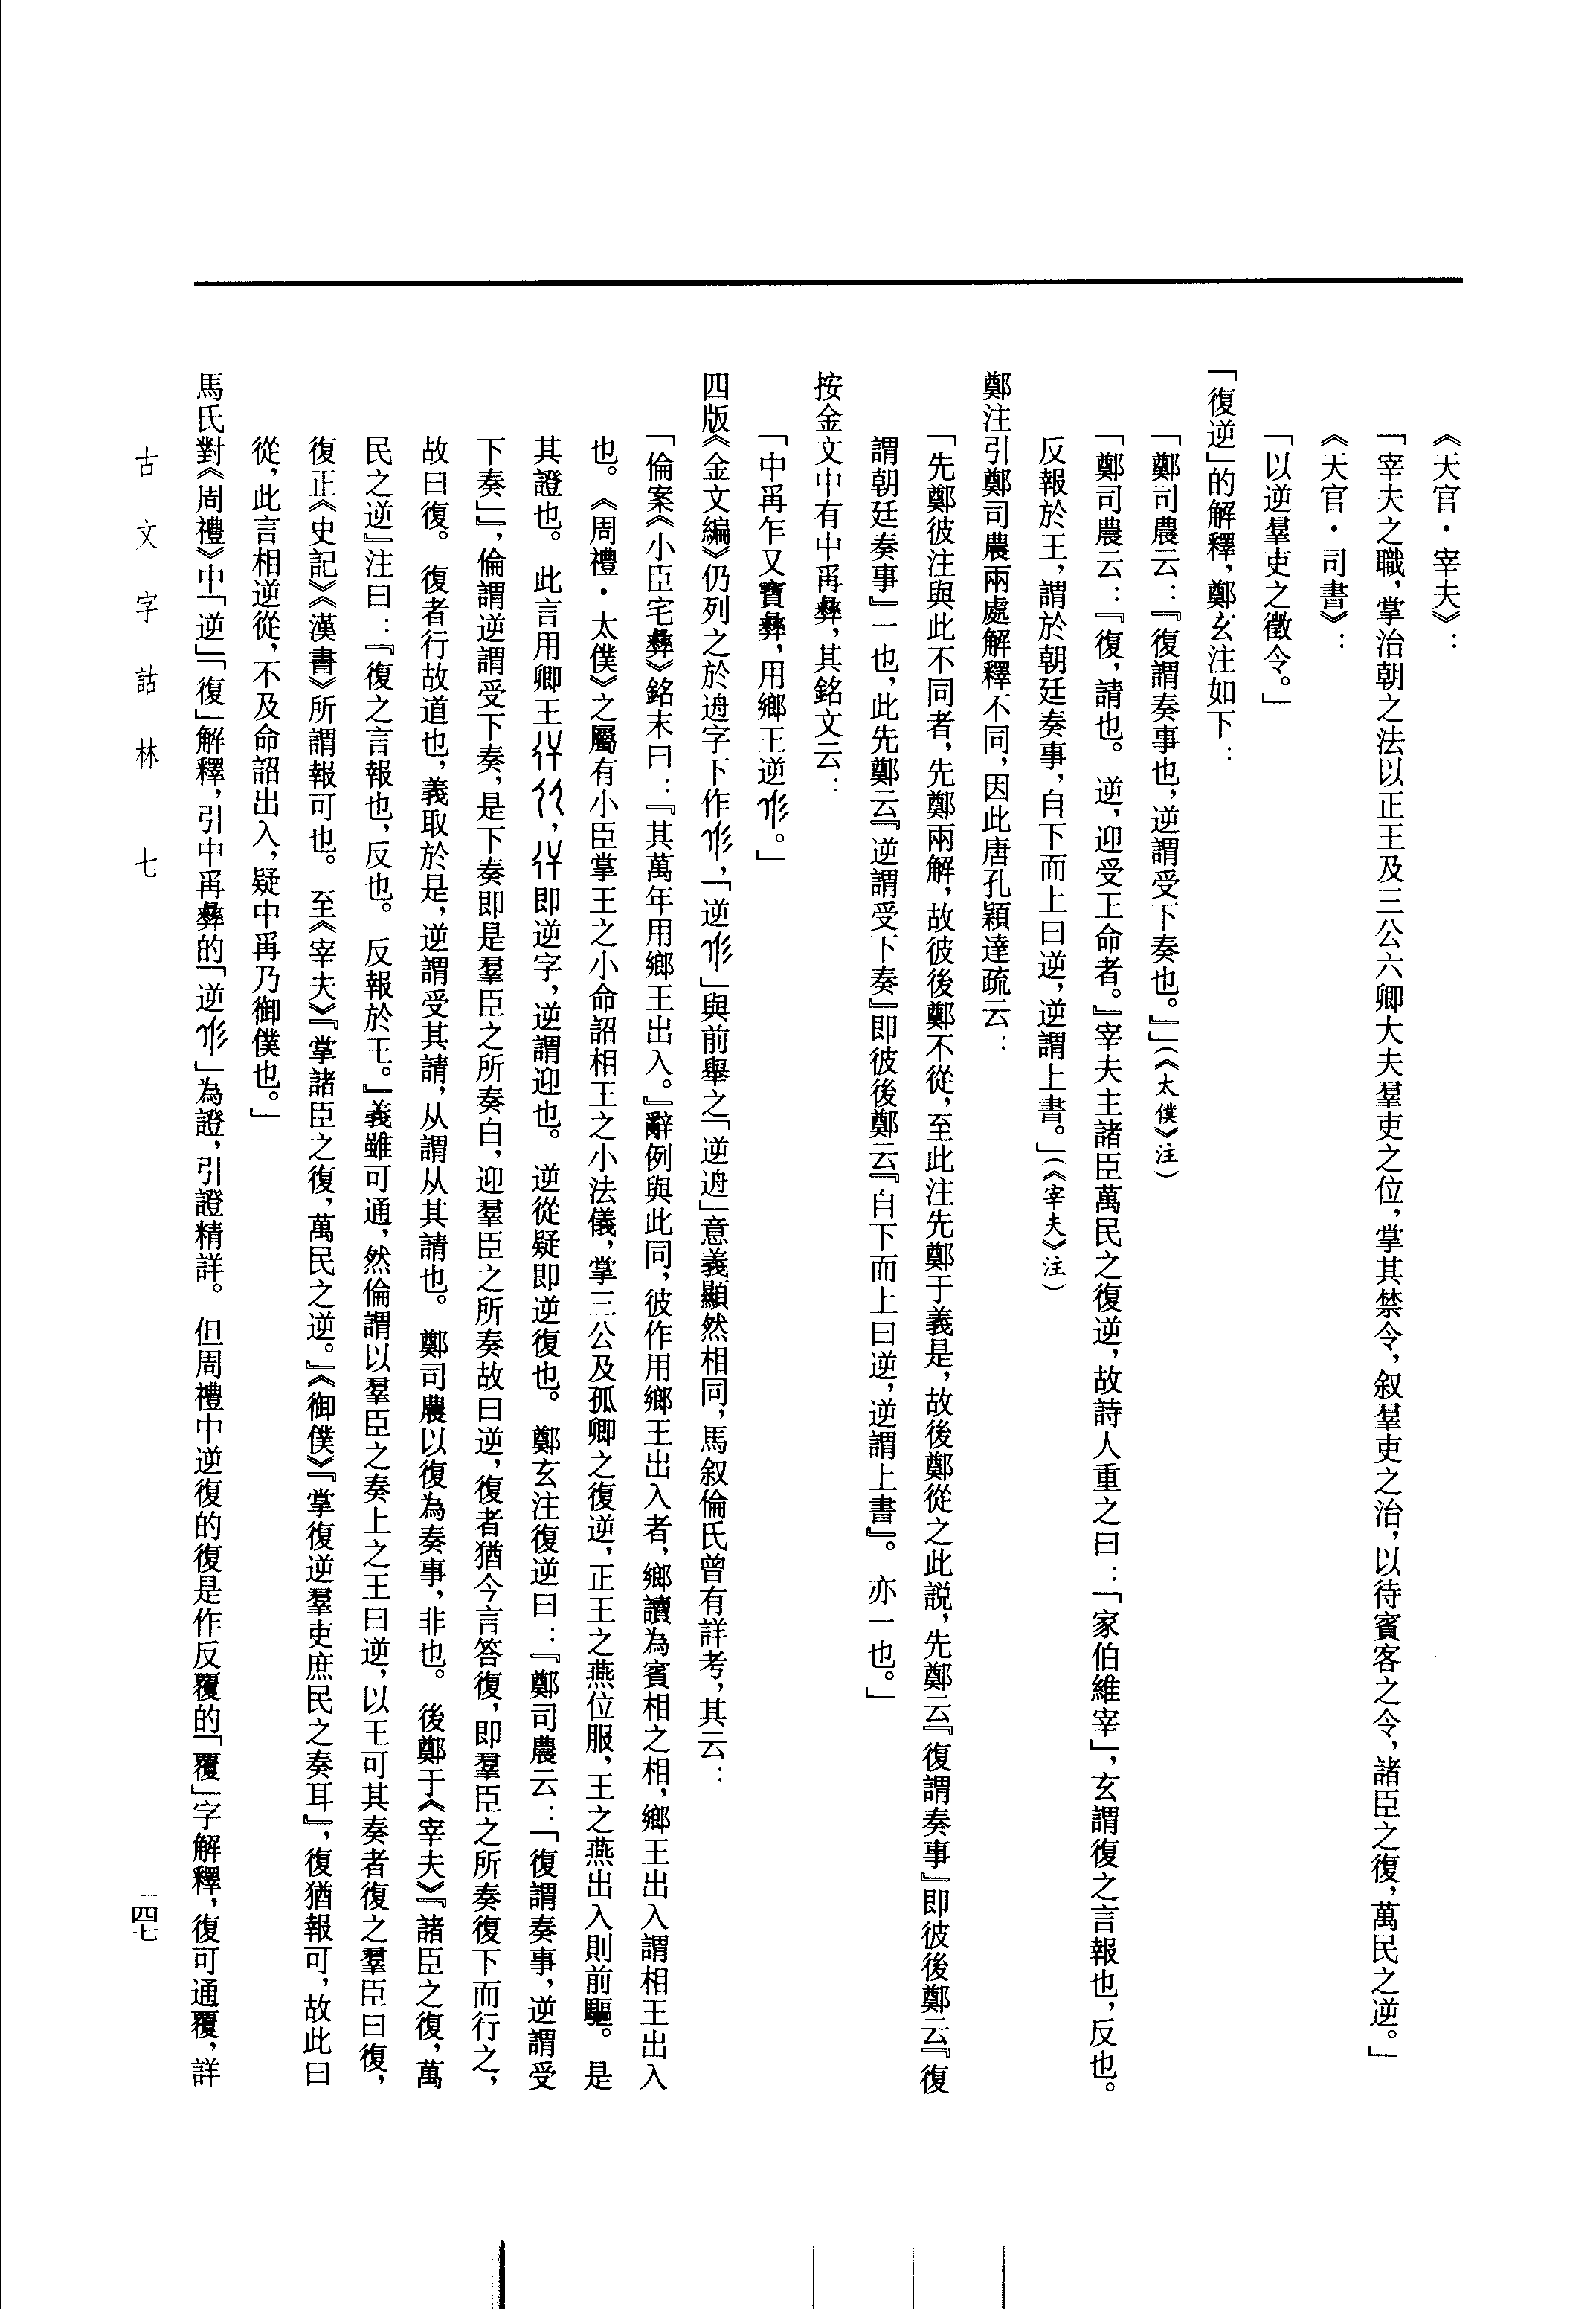 《天官·宰夫》：
「宰夫之職，掌治朝之法以正王及三公六卿大夫羣吏之位，掌其禁令，叙羣吏之治，以待賓客之令，諸臣之復，萬民之逆。」
《天官·司書》：
「以逆羣吏之徵令。」
「復逆」的解釋，鄭玄注如下：
「鄭司農云：『復謂奏事也，逆謂受下奏也。』」（《太僕》注）
「鄭司農云：『復，請也。逆，迎受王命者。』宰夫主諸臣萬民之復逆，故詩人重之曰：「家伯維宰」，玄謂復之言報也，反也。
反報於王，謂於朝廷奏事，自下而上曰逆，逆謂上書。」（《宰夫》注）
鄭注引鄭司農兩處解釋不同，因此唐孔穎達疏云：
「先鄭彼注與此不同者，先鄭兩解，故彼後鄭不從，至此注先鄭于義是，故後鄭從之此説，先鄭云『復謂奏事』即彼後鄭云『復
謂朝廷奏事』一也，此先鄭云『逆謂受下奏』即彼後鄭云『自下而上曰逆，逆謂上書』。亦一也。」
按金文中有中爯彝，其銘文云：
「中爯乍又寶彝，用鄉王逆。」
四版《金文編》仍列之於逊字下作，「逆」與前舉之「逆」意義顯然相同，馬叙倫氏曾有詳考，其云：
「倫案《小臣宅彝》銘末曰：『其萬年用鄉王出入。』辭例與此同，彼作用鄉王出入者，鄉讀為賓相之相，鄉王出入謂相王出入
也。《周禮·太僕》之屬有小臣掌王之小命詔相王之小法儀，掌三公及孤卿之復逆，正王之燕位服，王之燕出入則前驅。是
其證也。此言用卿王，即逆字，逆謂迎也。逆從疑即逆復也。鄭玄注復逆曰：『鄭司農云：「復謂奏事，逆謂受
下奏」』，倫謂逆謂受下奏，是下奏即是羣臣之所奏白，迎羣臣之所奏故曰逆，復者猶今言答復，即羣臣之所奏復下而行之，
故曰復。復者行故道也，義取於是，逆謂受其請，从謂从其請也。鄭司農以復為奏事，非也。後鄭于《宰夫》『諸臣之復，萬
民之逆』注曰：『復之言報也，反也。反報於王。』義雖可通，然倫謂以羣臣之奏上之王曰逆，以王可其奏者復之羣臣曰復，
復正《史記》《漢書》所謂報可也。至《宰夫》『掌諸臣之復，萬民之逆。』《御僕》『掌復逆羣吏庶民之奏耳』，復猶報可，故此曰
從，此言相逆從，不及命詔出入，疑中爯乃御僕也。」
馬氏對《周禮》中「逆」「復」解釋，引中爯彝的「逆」為證，引證精詳。但周禮中逆復的復是作反覆的「覆」字解釋，復可通覆，詳
古文字詁林 七
一四七